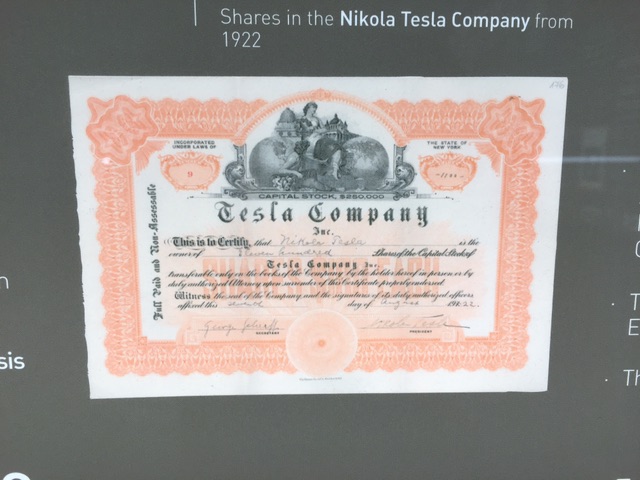 Shares in the Nikola Tesla Company from
1922
INCORPORATED
UNDER LAWS OF
THE STATE OF
NEW YORK
9
CAPITAL STOCK, $250,000
Tesla Company
Inc.
Full Paid and Non-Assessable
This is to Certify, that Nikola Tesla is the
owner of Eleven hundred Shares of the Capital Stock of
Tesla Company Inc.
transferable only on the books of the Company by the holder hereof in person or by
duly authorized Attorney upon surrender of this Certificate properly endorsed.
Witness the seal of the Company and the signatures of its duly authorized officers
affixed this day of August 1922.
SECRETARY
PRESIDENT
sis
Th